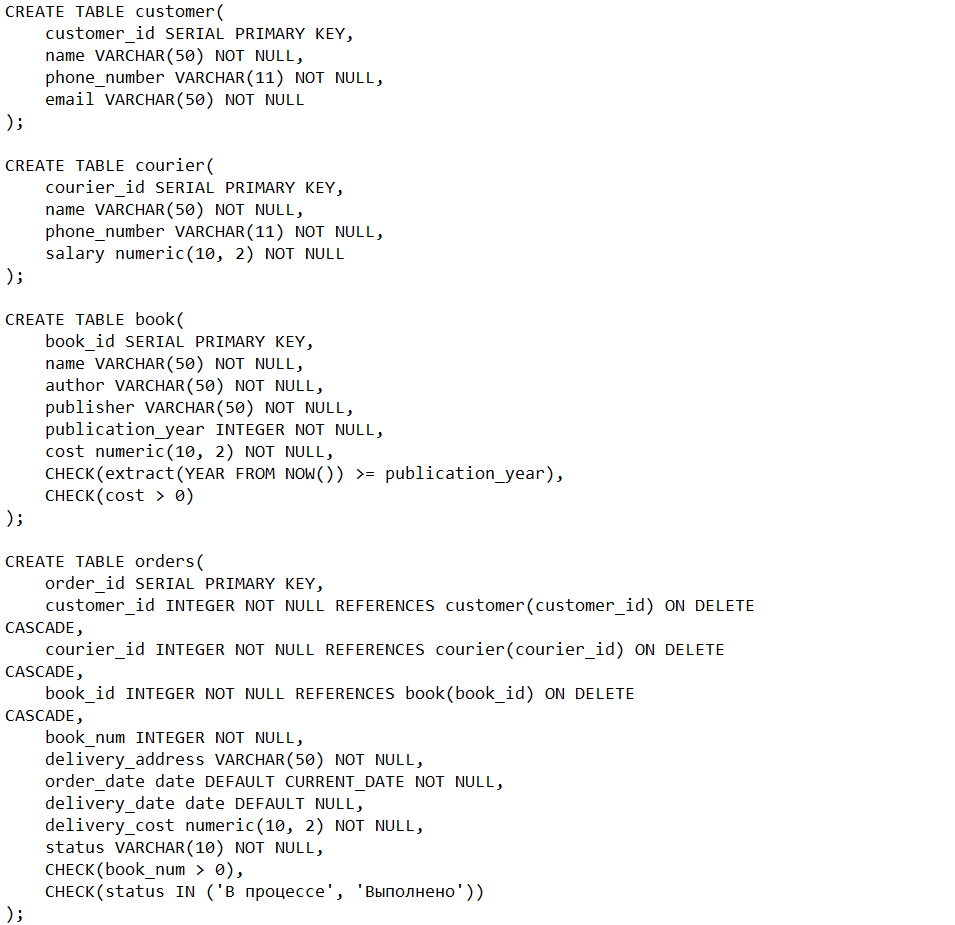 CREATE TABLE customer(
    customer_id SERIAL PRIMARY KEY,
    name VARCHAR(50) NOT NULL,
    phone_number VARCHAR(11) NOT NULL,
    email VARCHAR(50) NOT NULL
);

CREATE TABLE courier(
    courier_id SERIAL PRIMARY KEY,
    name VARCHAR(50) NOT NULL,
    phone_number VARCHAR(11) NOT NULL,
    salary numeric(10, 2) NOT NULL
);

CREATE TABLE book(
    book_id SERIAL PRIMARY KEY,
    name VARCHAR(50) NOT NULL,
    author VARCHAR(50) NOT NULL,
    publisher VARCHAR(50) NOT NULL,
    publication_year INTEGER NOT NULL,
    cost numeric(10, 2) NOT NULL,
    CHECK(extract(YEAR FROM NOW()) >= publication_year),
    CHECK(cost > 0)
);

CREATE TABLE orders(
    order_id SERIAL PRIMARY KEY,
    customer_id INTEGER NOT NULL REFERENCES customer(customer_id) ON DELETE
CASCADE,
    courier_id INTEGER NOT NULL REFERENCES courier(courier_id) ON DELETE
CASCADE,
    book_id INTEGER NOT NULL REFERENCES book(book_id) ON DELETE
CASCADE,
    book_num INTEGER NOT NULL,
    delivery_address VARCHAR(50) NOT NULL,
    order_date date DEFAULT CURRENT_DATE NOT NULL,
    delivery_date date DEFAULT NULL,
    delivery_cost numeric(10, 2) NOT NULL,
    status VARCHAR(10) NOT NULL,
    CHECK(book_num > 0),
    CHECK(status IN ('В процессе', 'Выполнено'))
);